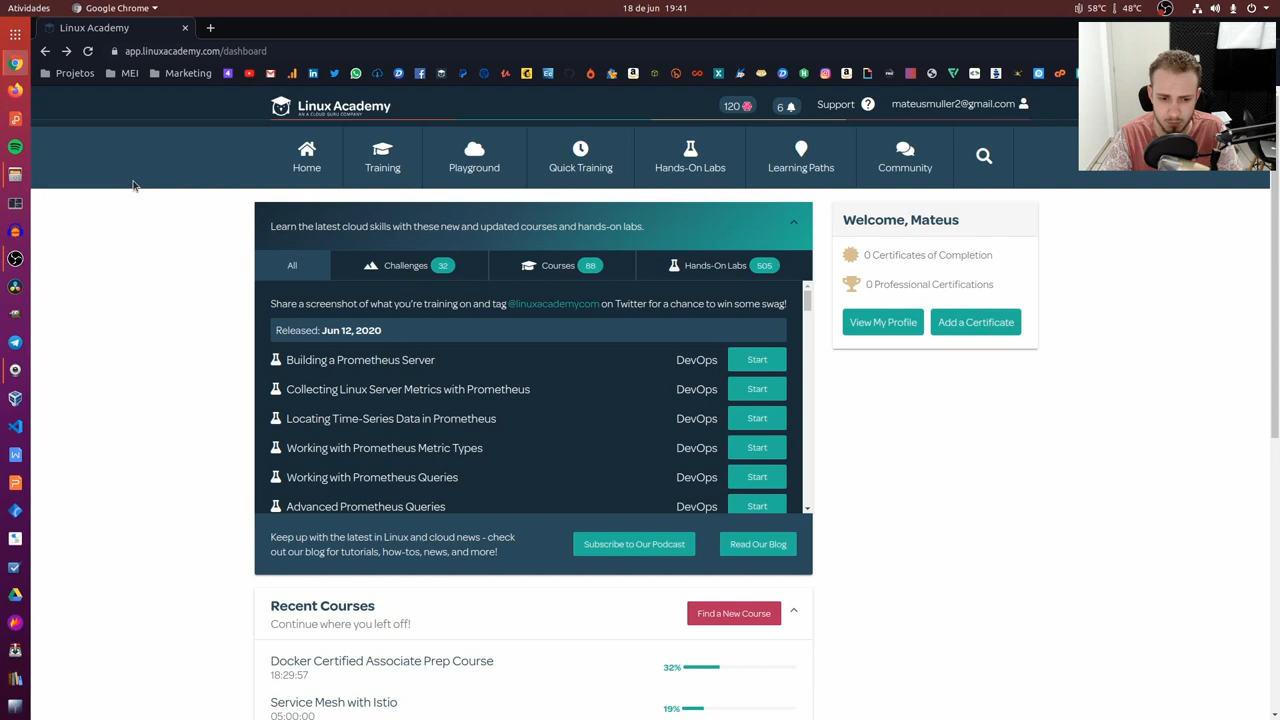 Atividades
Google Chrome
18 de jun 19:41
58°C
48°C
Linux Academy
app.linuxacademy.com/dashboard
Projetos
MEI
Marketing
Linux Academy
AN A CLOUD GURU COMPANY
120
6
Support
mateusmuller2@gmail.com
Home
Training
Playground
Quick Training
Hands-On Labs
Learning Paths
Community
Learn the latest cloud skills with these new and updated courses and hands-on labs.
All
Challenges 32
Courses 88
Hands-On Labs 505
Share a screenshot of what you're training on and tag @linuxacademycom on Twitter for a chance to win some swag!
Released: Jun 12, 2020
Building a Prometheus Server DevOps Start
Collecting Linux Server Metrics with Prometheus DevOps Start
Locating Time-Series Data in Prometheus DevOps Start
Working with Prometheus Metric Types DevOps Start
Working with Prometheus Queries DevOps Start
Advanced Prometheus Queries DevOps Start
Keep up with the latest in Linux and cloud news - check
out our blog for tutorials, how-tos, news, and more!
Subscribe to Our Podcast
Read Our Blog
Recent Courses
Continue where you left off!
Find a New Course
Docker Certified Associate Prep Course
18:29:57
32%
Service Mesh with Istio
05:00:00
19%
Welcome, Mateus
0 Certificates of Completion
0 Professional Certifications
View My Profile
Add a Certificate